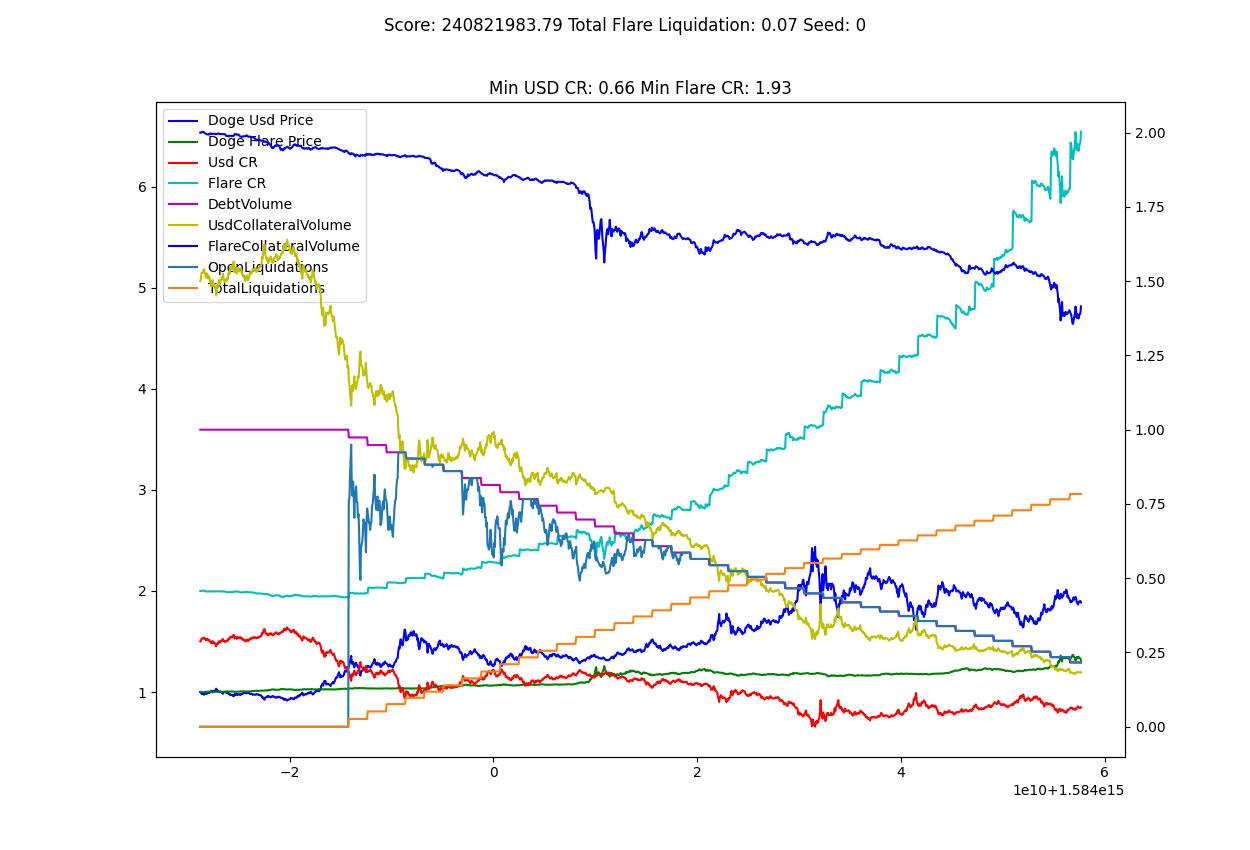 Score: 240821983.79 Total Flare Liquidation: 0.07 Seed: 0
Min USD CR: 0.66 Min Flare CR: 1.93
Doge Usd Price
Doge Flare Price
Usd CR
Flare CR
DebtVolume
UsdCollateralVolume
FlareCollateralVolume
OpenLiquidations
TotalLiquidations
6
5
4
3
2
1
2.00
1.75
1.50
1.25
1.00
0.75
0.50
0.25
0.00
−2
0
2
4
6
1e10+1.584e15